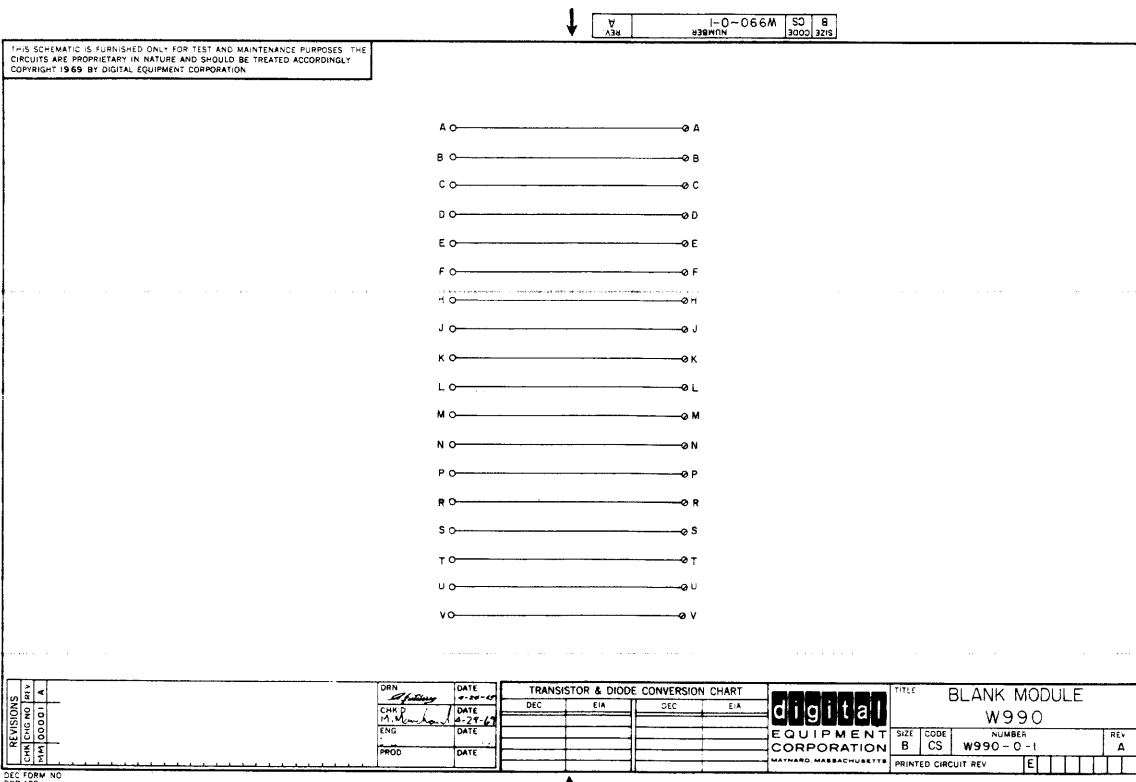 SIZE CODE NUMBER REV
B CS W990-0-1 A
THIS SCHEMATIC IS FURNISHED ONLY FOR TEST AND MAINTENANCE PURPOSES THE
CIRCUITS ARE PROPRIETARY IN NATURE AND SHOULD BE TREATED ACCORDINGLY
COPYRIGHT 1969 BY DIGITAL EQUIPMENT CORPORATION
A A
B B
C C
D D
E E
F F
H H
J J
K K
L L
M M
N N
P P
R R
S S
T T
U U
V V
REVISIONS
CHK CHG NO REV
MM 00001 A
DRN DATE
CHK'D DATE
4-29-69
ENG DATE
PROD DATE
TRANSISTOR & DIODE CONVERSION CHART
DEC EIA DEC EIA
digital
EQUIPMENT
CORPORATION
MAYNARD, MASSACHUSETTS
TITLE
BLANK MODULE
W990
SIZE CODE NUMBER REV
B CS W990-0-1 A
PRINTED CIRCUIT REV E
DEC FORM NO